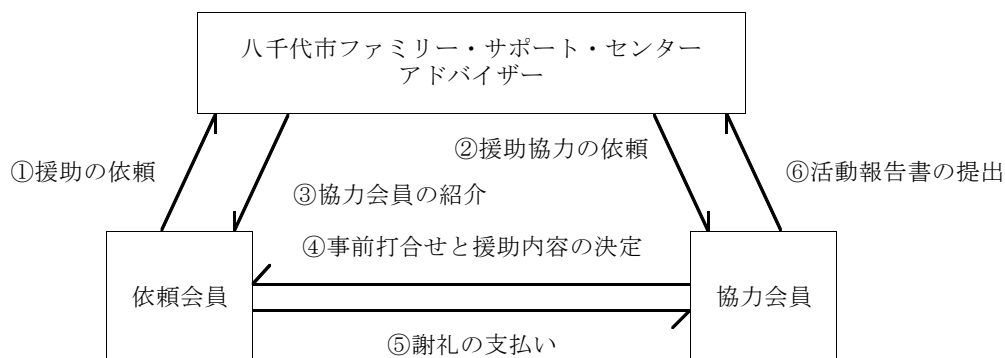 八千代市ファミリー・サポート・センター
アドバイザー
①援助の依頼
②援助協力の依頼
⑥活動報告書の提出
③協力会員の紹介
④事前打合せと援助内容の決定
依頼会員
協力会員
⑤謝礼の支払い